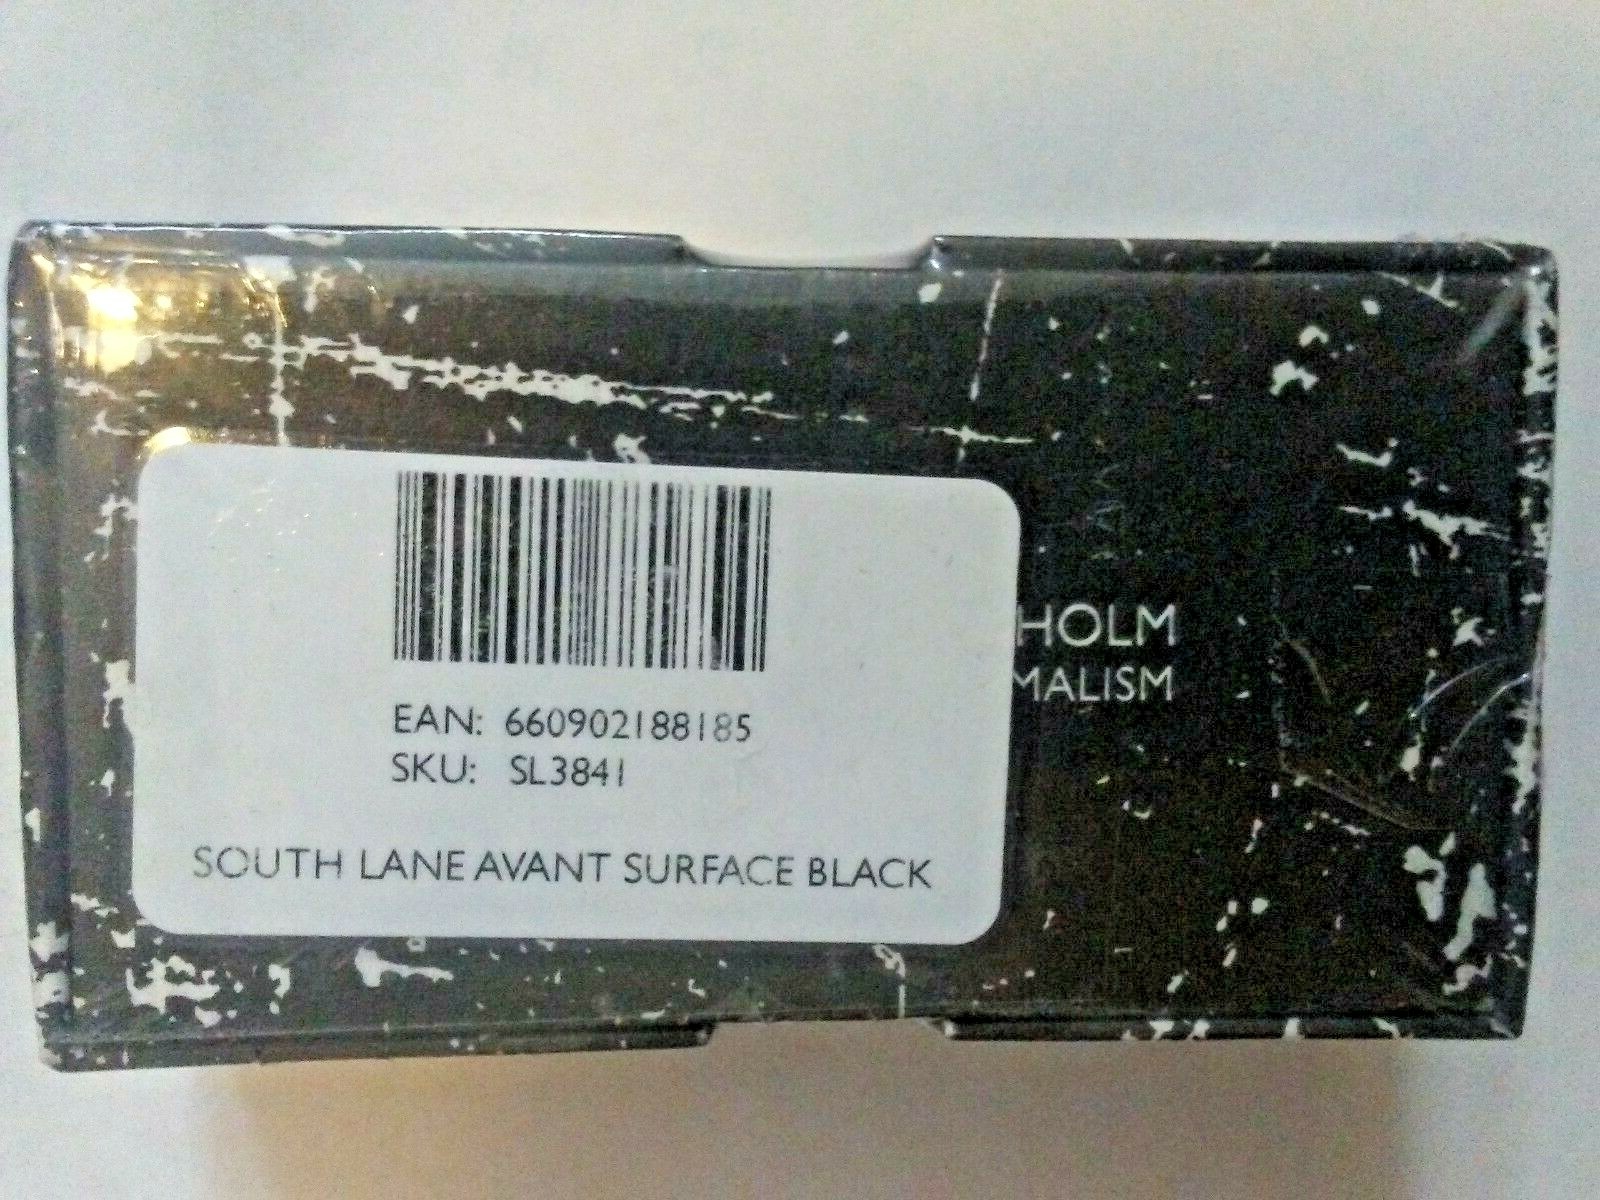 EAN: 660902188185
SKU: SL3841
SOUTH LANE AVANT SURFACE BLACK
HOLM
MALISM